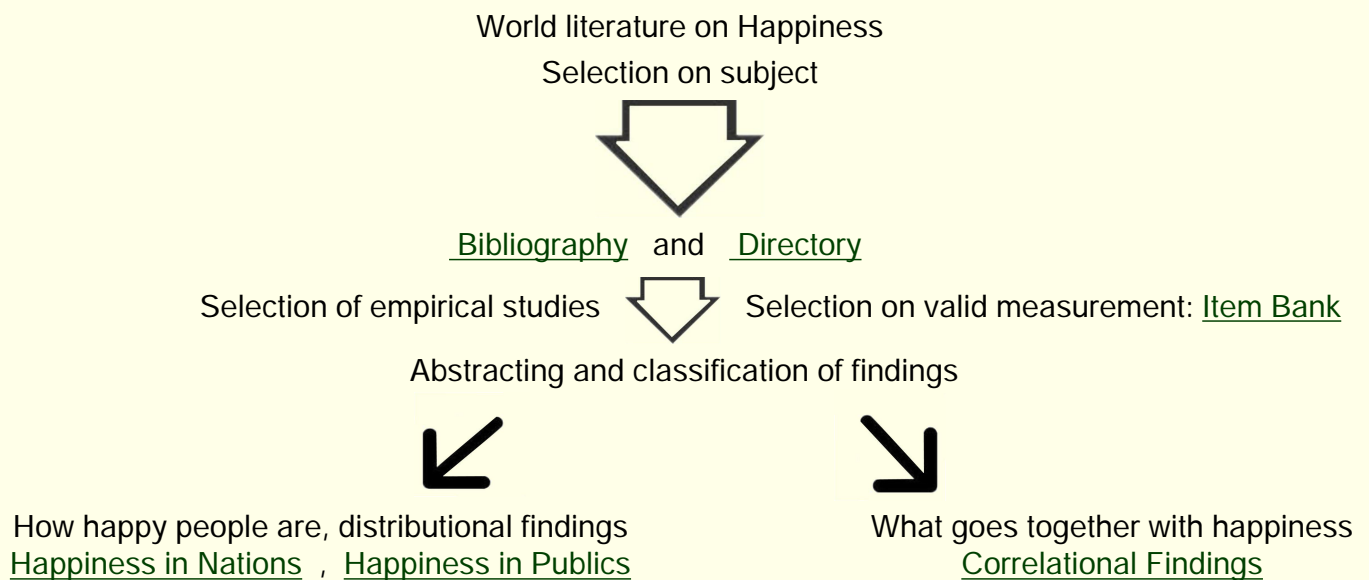 World literature on Happiness
Selection on subject
Bibliography and Directory
Selection of empirical studies Selection on valid measurement: Item Bank
Abstracting and classification of findings
How happy people are, distributional findings What goes together with happiness
Happiness in Nations , Happiness in Publics Correlational Findings